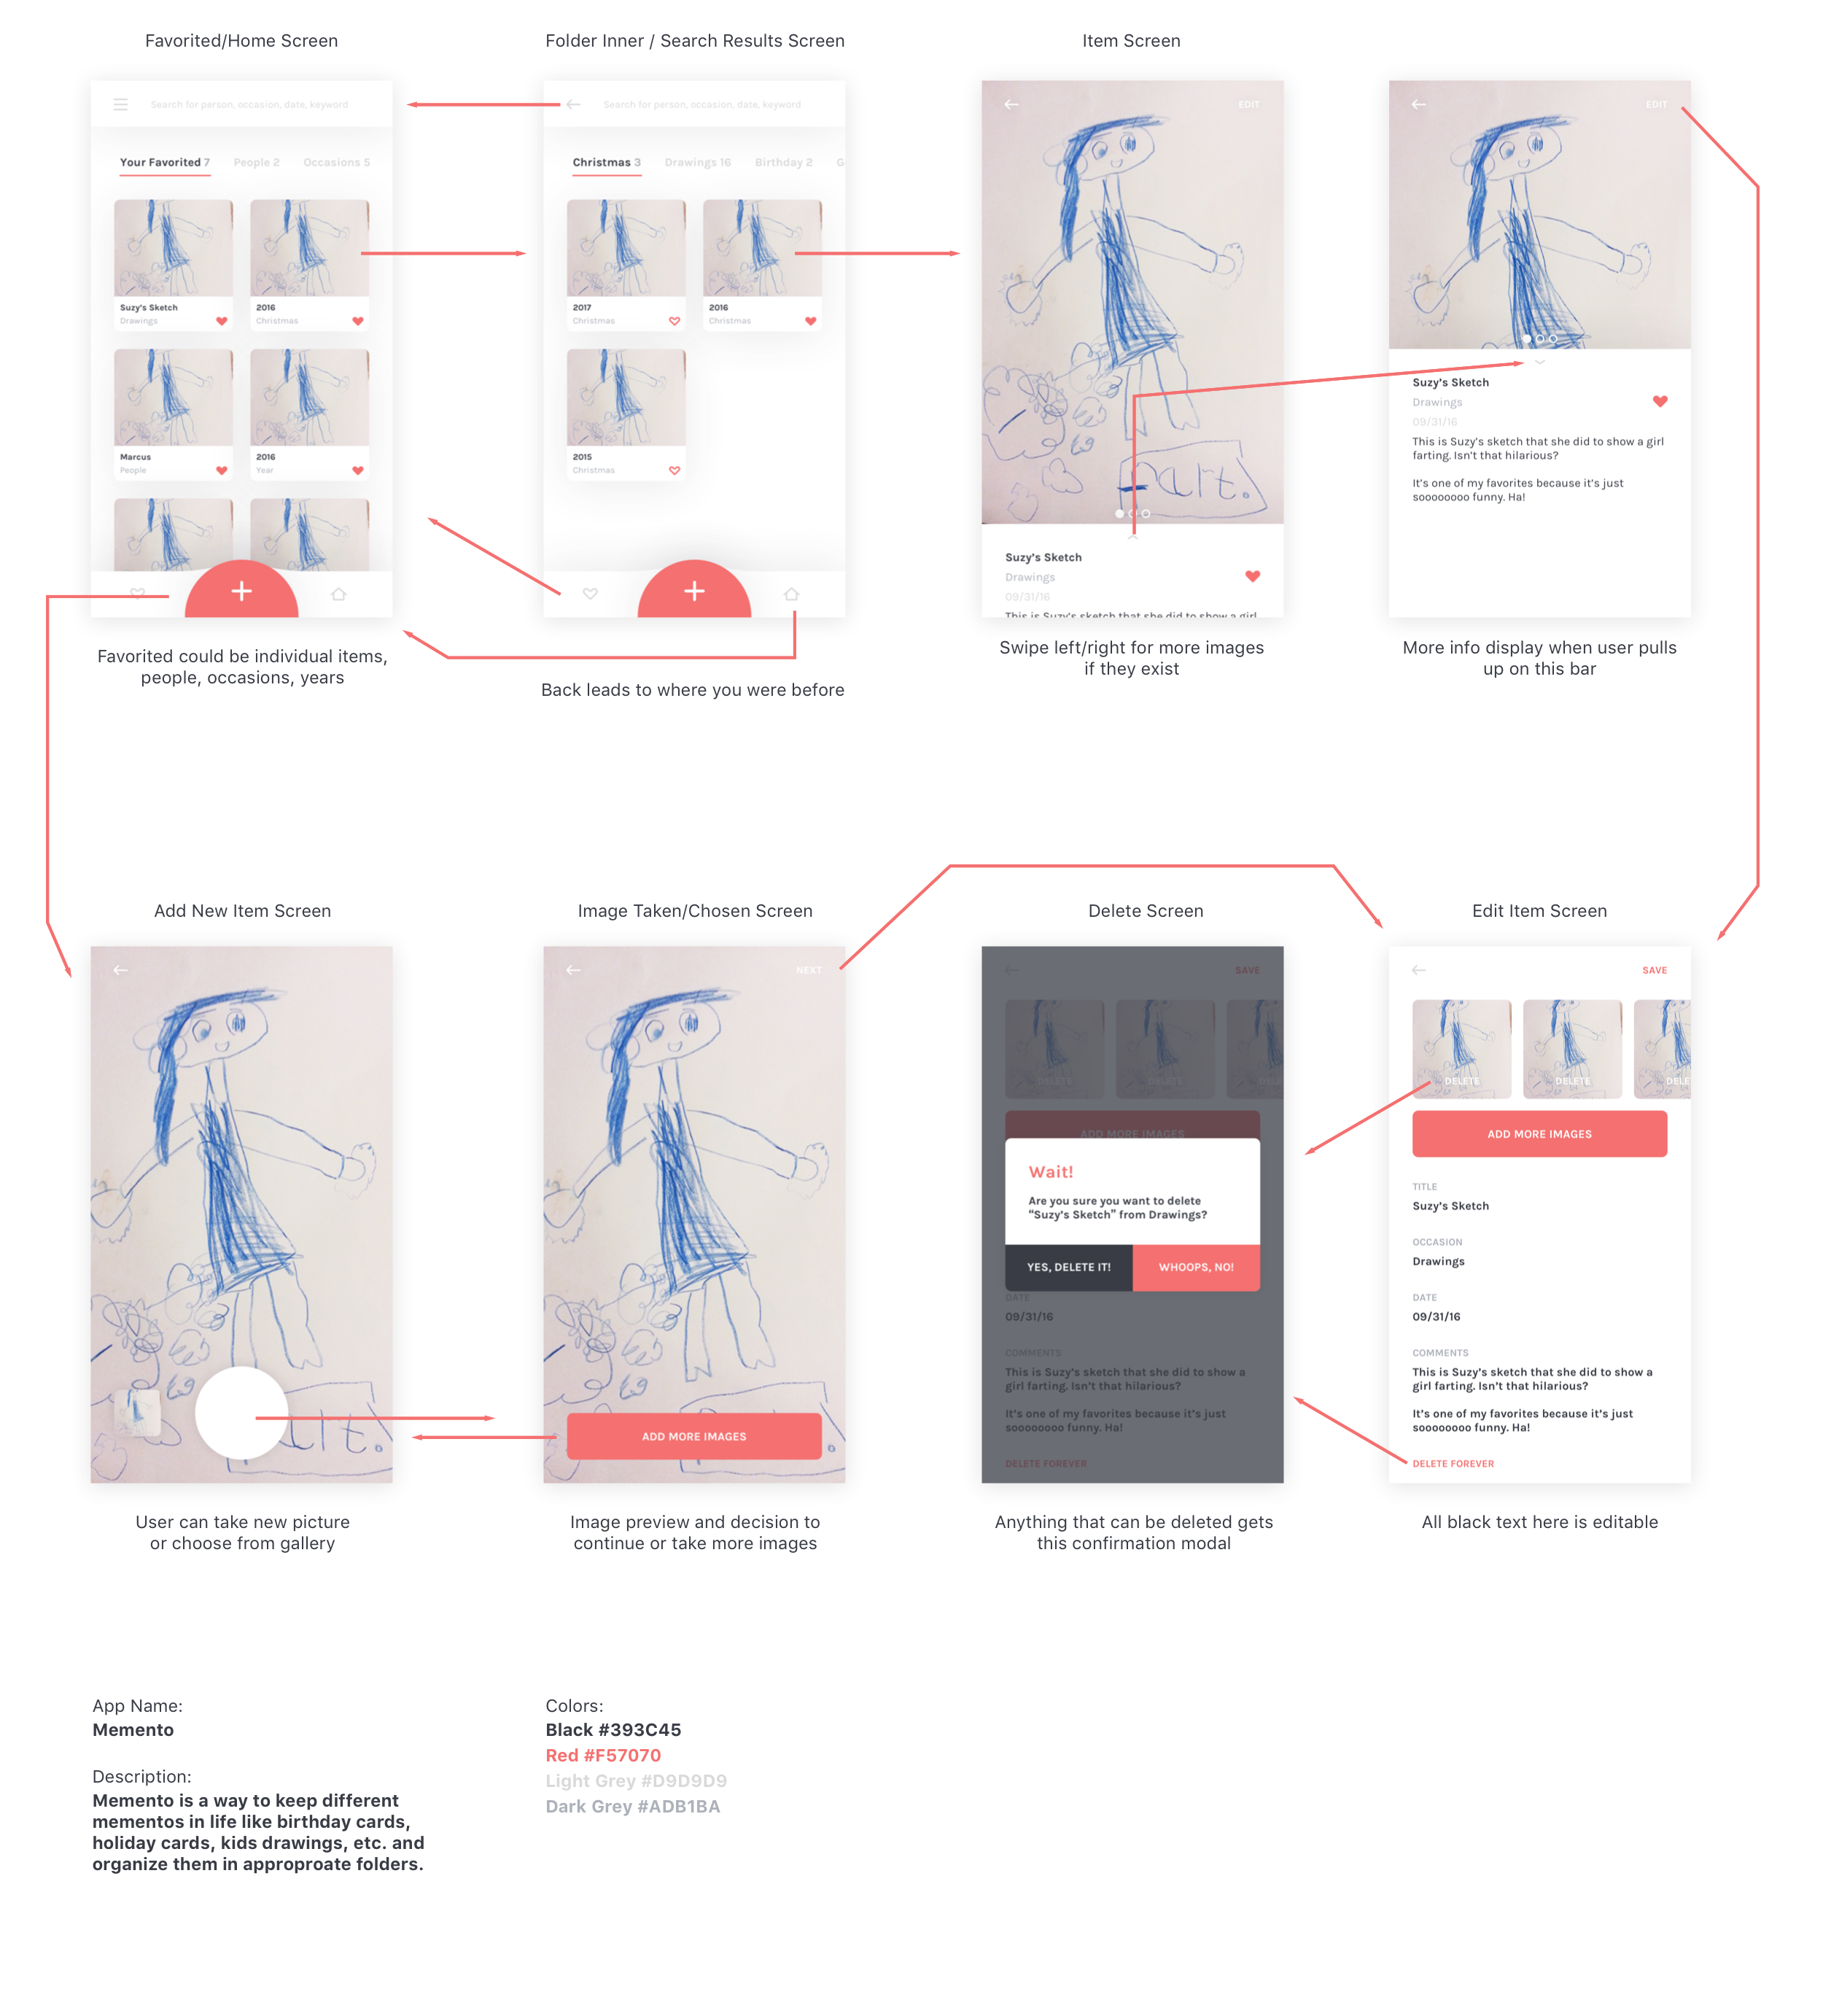 Favorited/Home Screen
Search for person, occasion, date, keyword
Your Favorited 7 People 2 Occasions 5
Suzy's Sketch
Drawings
2016
Christmas
Marcus
People
2016
Year
Favorited could be individual items,
people, occasions, years
Folder Inner / Search Results Screen
Search for person, occasion, date, keyword
Christmas 3 Drawings 16 Birthday 2 G
2017
Christmas
2016
Christmas
2015
Christmas
Back leads to where you were before
Item Screen
EDIT
Fart.
Suzy's Sketch
Drawings
09/31/16
This is Suzy's sketch that she did to show a girl
Swipe left/right for more images
if they exist
EDIT
Suzy's Sketch
Drawings
09/31/16
This is Suzy's sketch that she did to show a girl
farting. Isn't that hilarious?
It's one of my favorites because it's just
soooooooo funny. Ha!
More info display when user pulls
up on this bar
Add New Item Screen
User can take new picture
or choose from gallery
Image Taken/Chosen Screen
NEXT
ADD MORE IMAGES
Image preview and decision to
continue or take more images
Delete Screen
SAVE
DELETE DELETE DELE
ADD MORE IMAGES
Wait!
Are you sure you want to delete
"Suzy's Sketch" from Drawings?
YES, DELETE IT! WHOOPS, NO!
DATE
09/31/16
COMMENTS
This is Suzy's sketch that she did to show a
girl farting. Isn't that hilarious?
It's one of my favorites because it's just
soooooooo funny. Ha!
DELETE FOREVER
Anything that can be deleted gets
this confirmation modal
Edit Item Screen
SAVE
DELETE DELETE DELE
ADD MORE IMAGES
TITLE
Suzy's Sketch
OCCASION
Drawings
DATE
09/31/16
COMMENTS
This is Suzy's sketch that she did to show a
girl farting. Isn't that hilarious?
It's one of my favorites because it's just
soooooooo funny. Ha!
DELETE FOREVER
All black text here is editable
App Name:
Memento
Description:
Memento is a way to keep different
mementos in life like birthday cards,
holiday cards, kids drawings, etc. and
organize them in approproate folders.
Colors:
Black #393C45
Red #F57070
Light Grey #D9D9D9
Dark Grey #ADB1BA